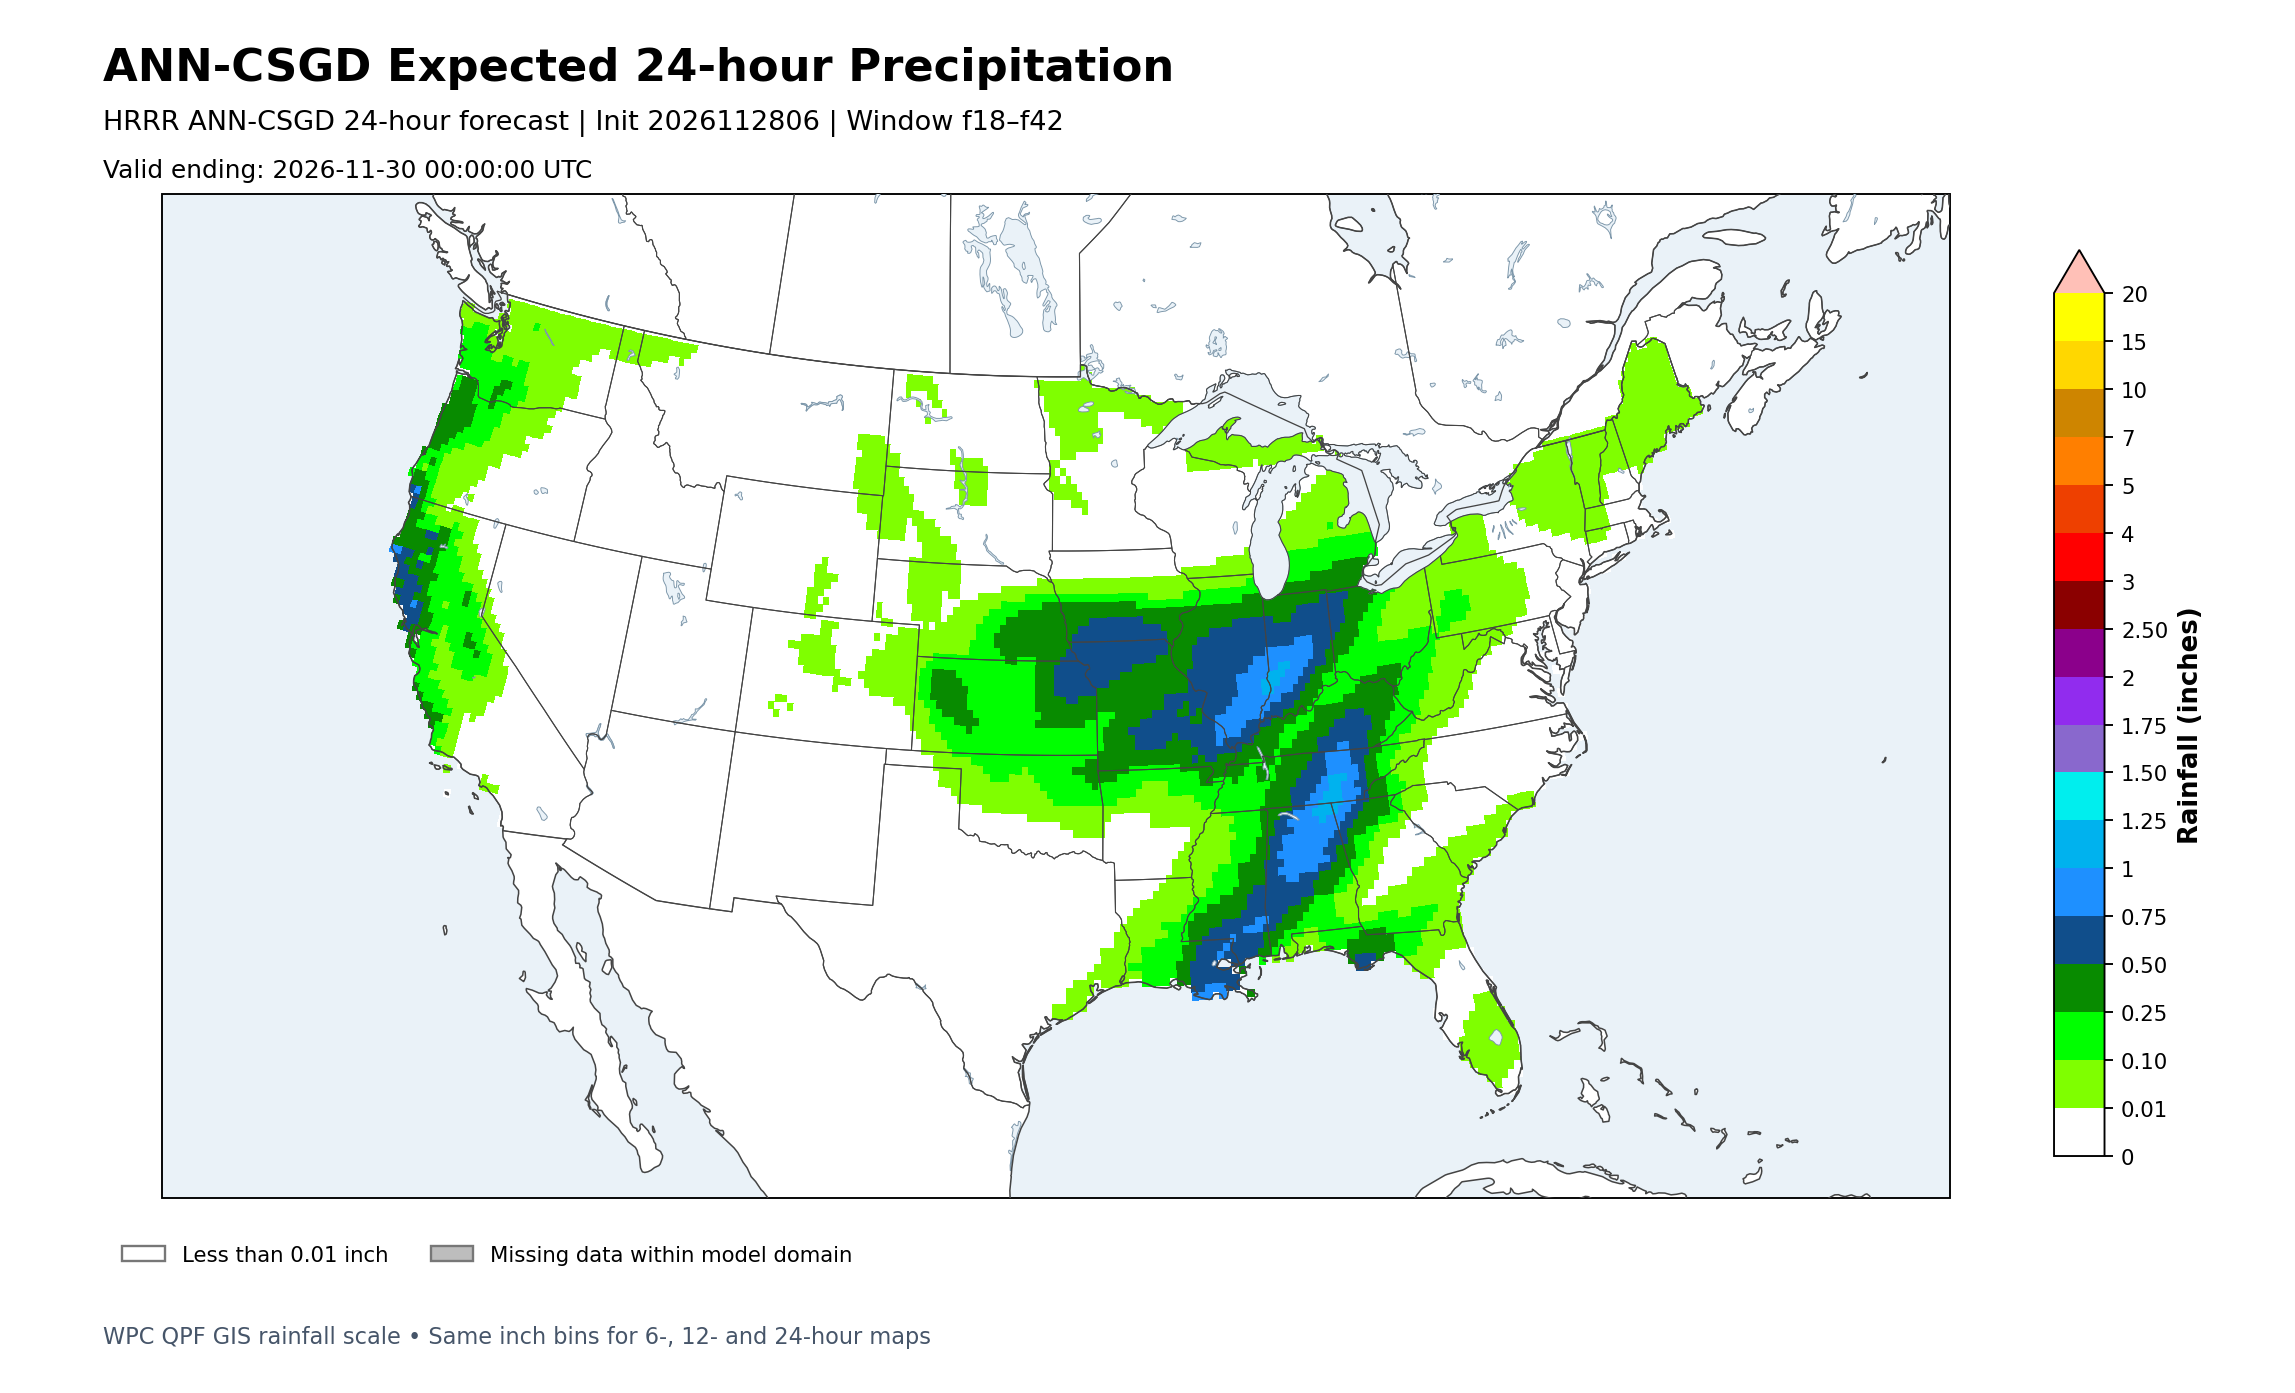 ANN-CSGD Expected 24-hour Precipitation
HRRR ANN-CSGD 24-hour forecast | Init 2026112806 | Window f18–f42
Valid ending: 2026-11-30 00:00:00 UTC
20
15
10
7
5
4
3
2.50
2
1.75
1.50
1.25
1
0.75
0.50
0.25
0.10
0.01
0
Rainfall (inches)
Less than 0.01 inch
Missing data within model domain
WPC QPF GIS rainfall scale • Same inch bins for 6-, 12- and 24-hour maps